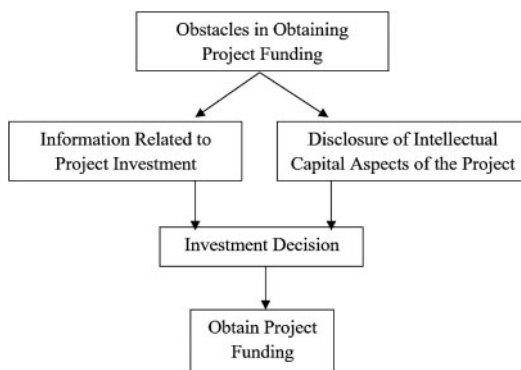 Obstacles in Obtaining
Project Funding
Information Related to
Project Investment
Disclosure of Intellectual
Capital Aspects of the Project
Investment Decision
Obtain Project
Funding